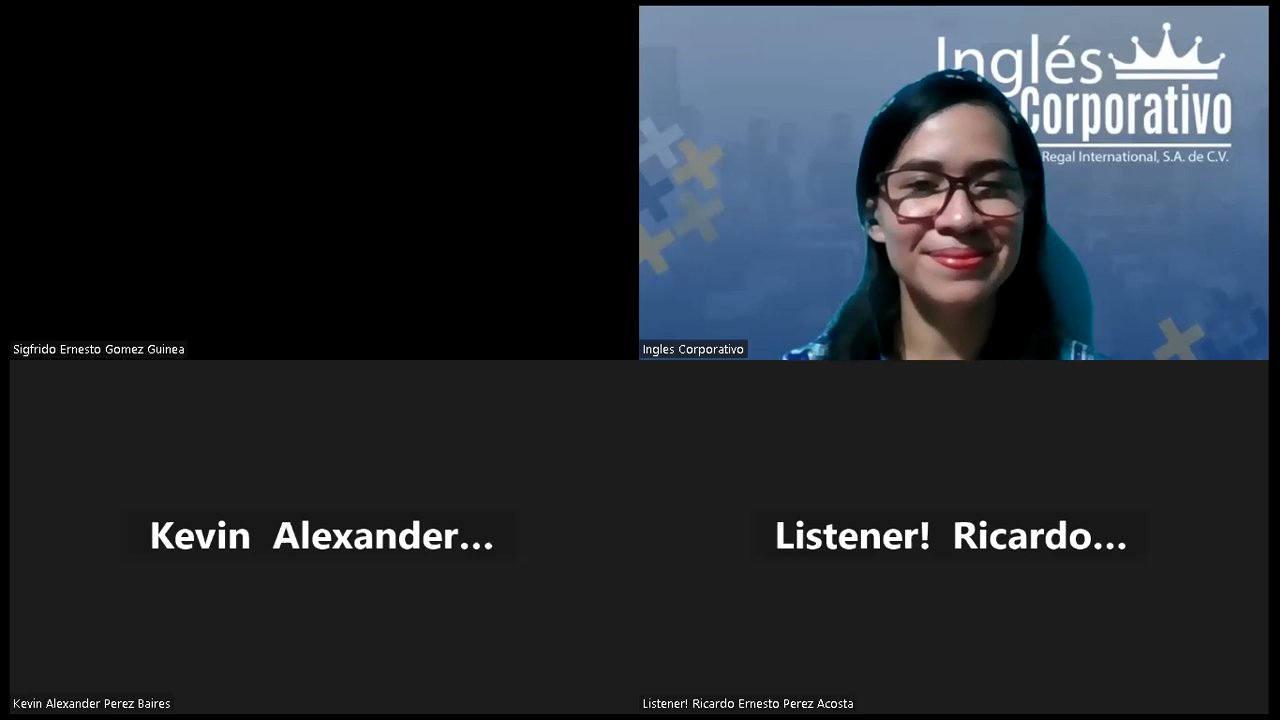 Inglés
Corporativo
Regal International, S.A. de C.V.
Sigfrido Ernesto Gomez Guinea
Ingles Corporativo
Kevin Alexander...
Listener! Ricardo...
Kevin Alexander Perez Baires
Listener! Ricardo Ernesto Perez Acosta